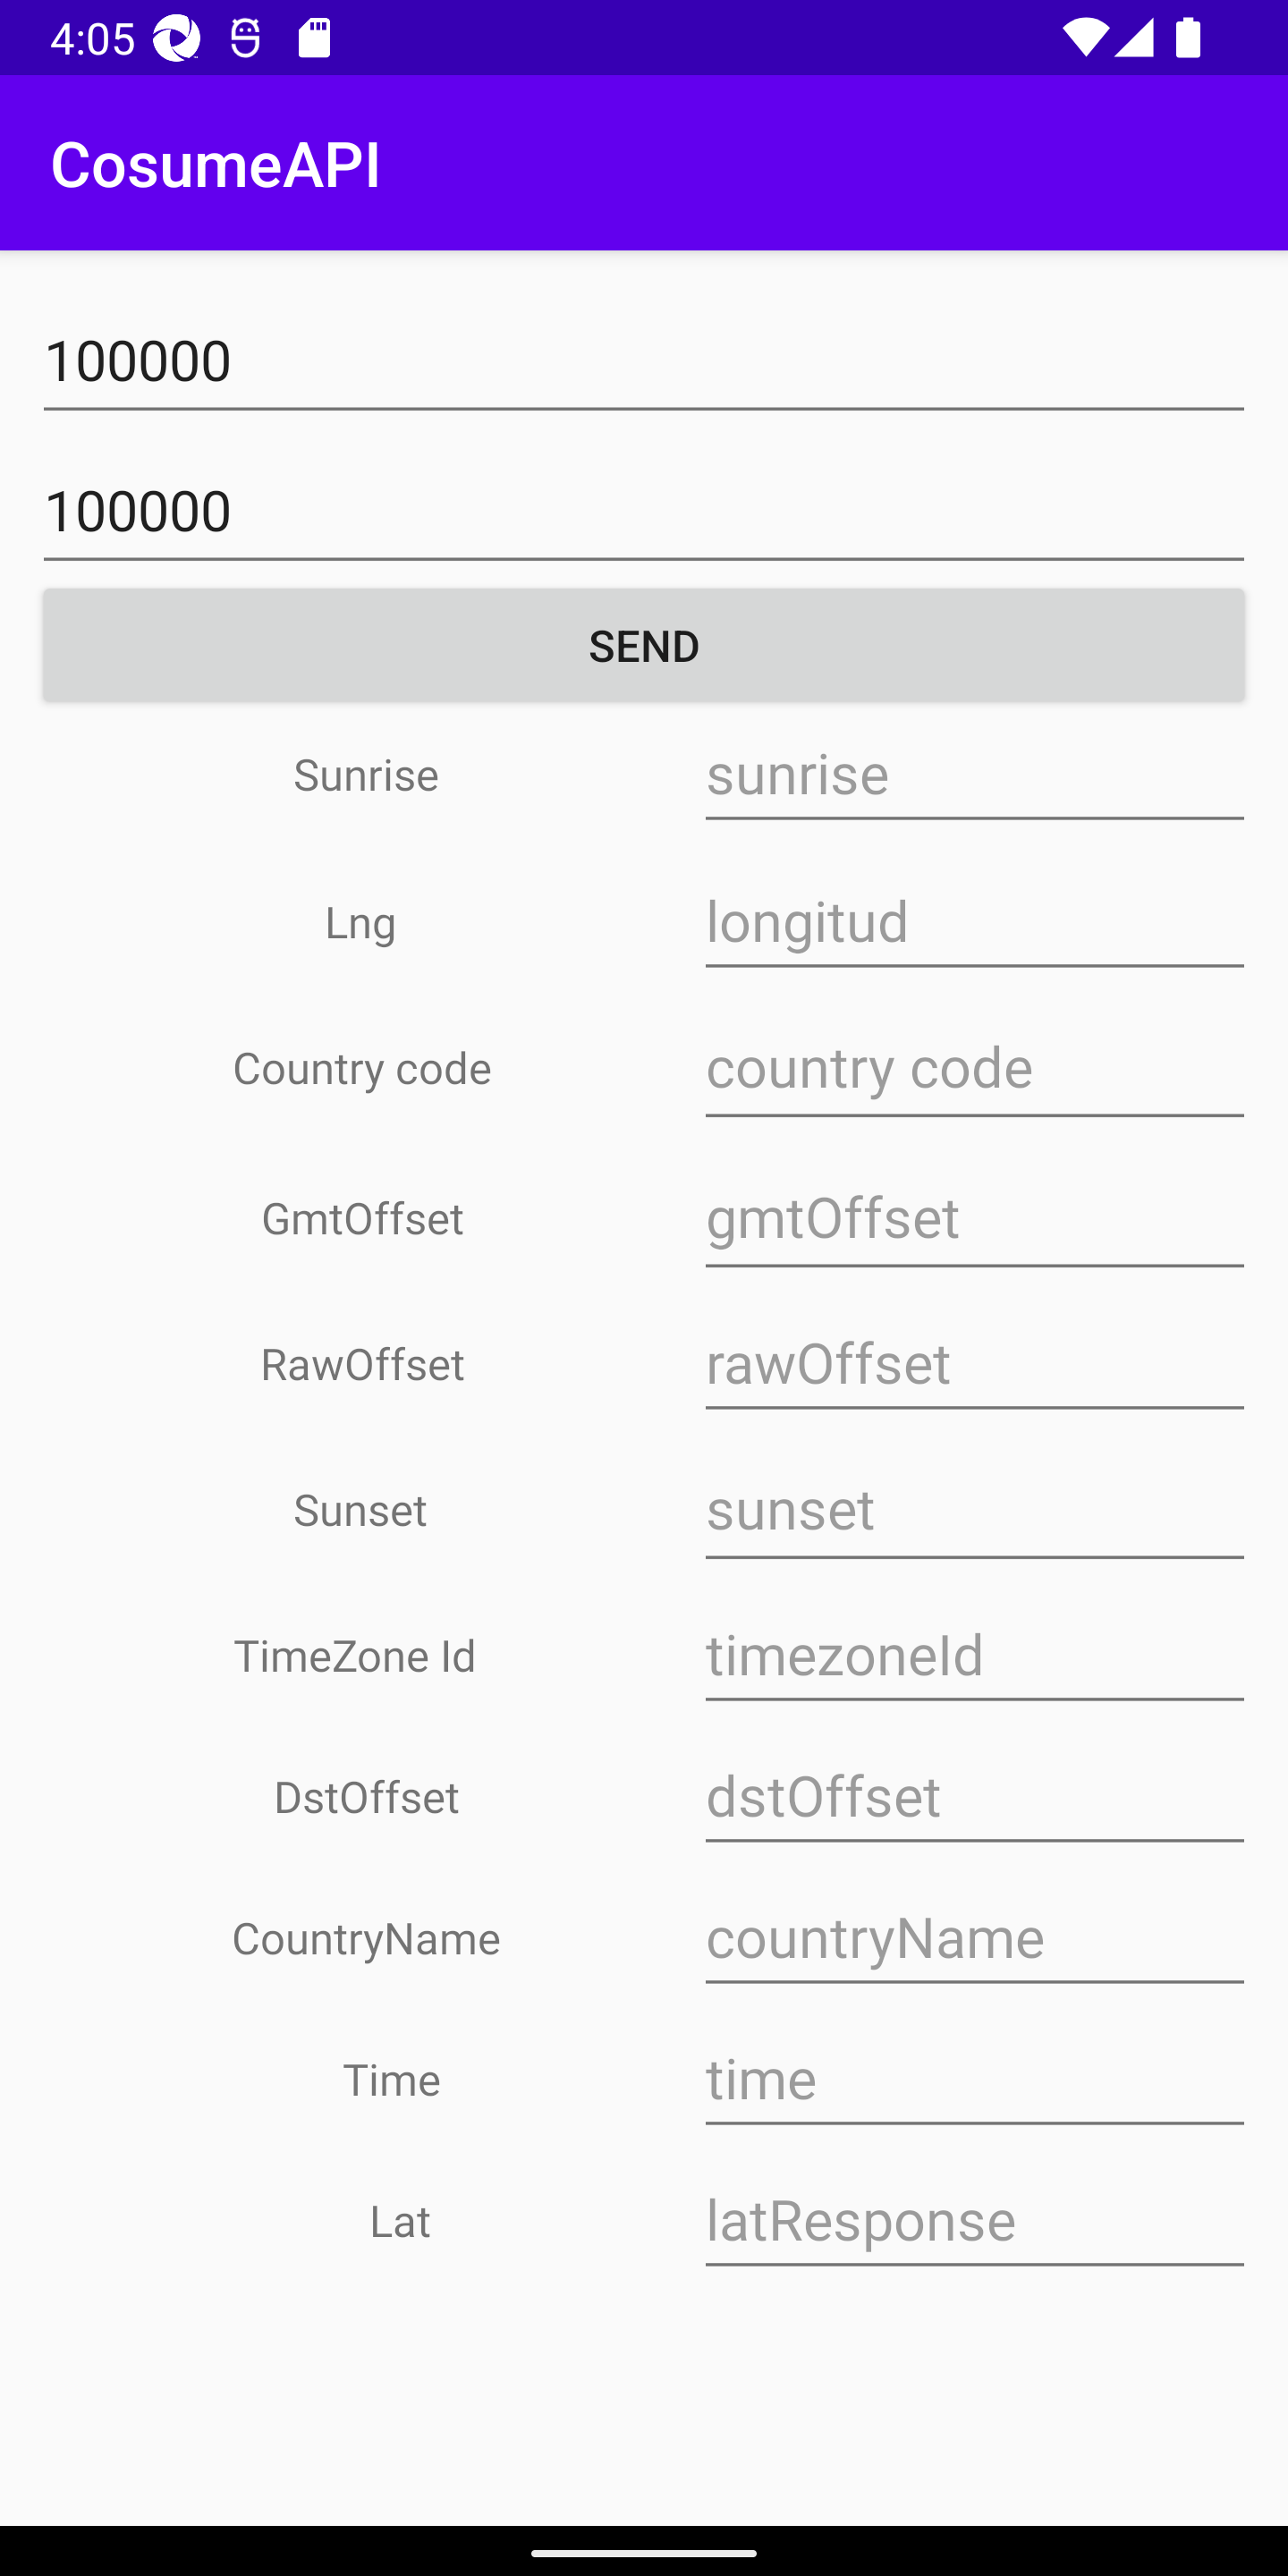 4:05
CosumeAPI
100000
100000
SEND
Sunrise sunrise
Lng longitud
Country code country code
GmtOffset gmtOffset
RawOffset rawOffset
Sunset sunset
TimeZone Id timezoneId
DstOffset dstOffset
CountryName countryName
Time time
Lat latResponse